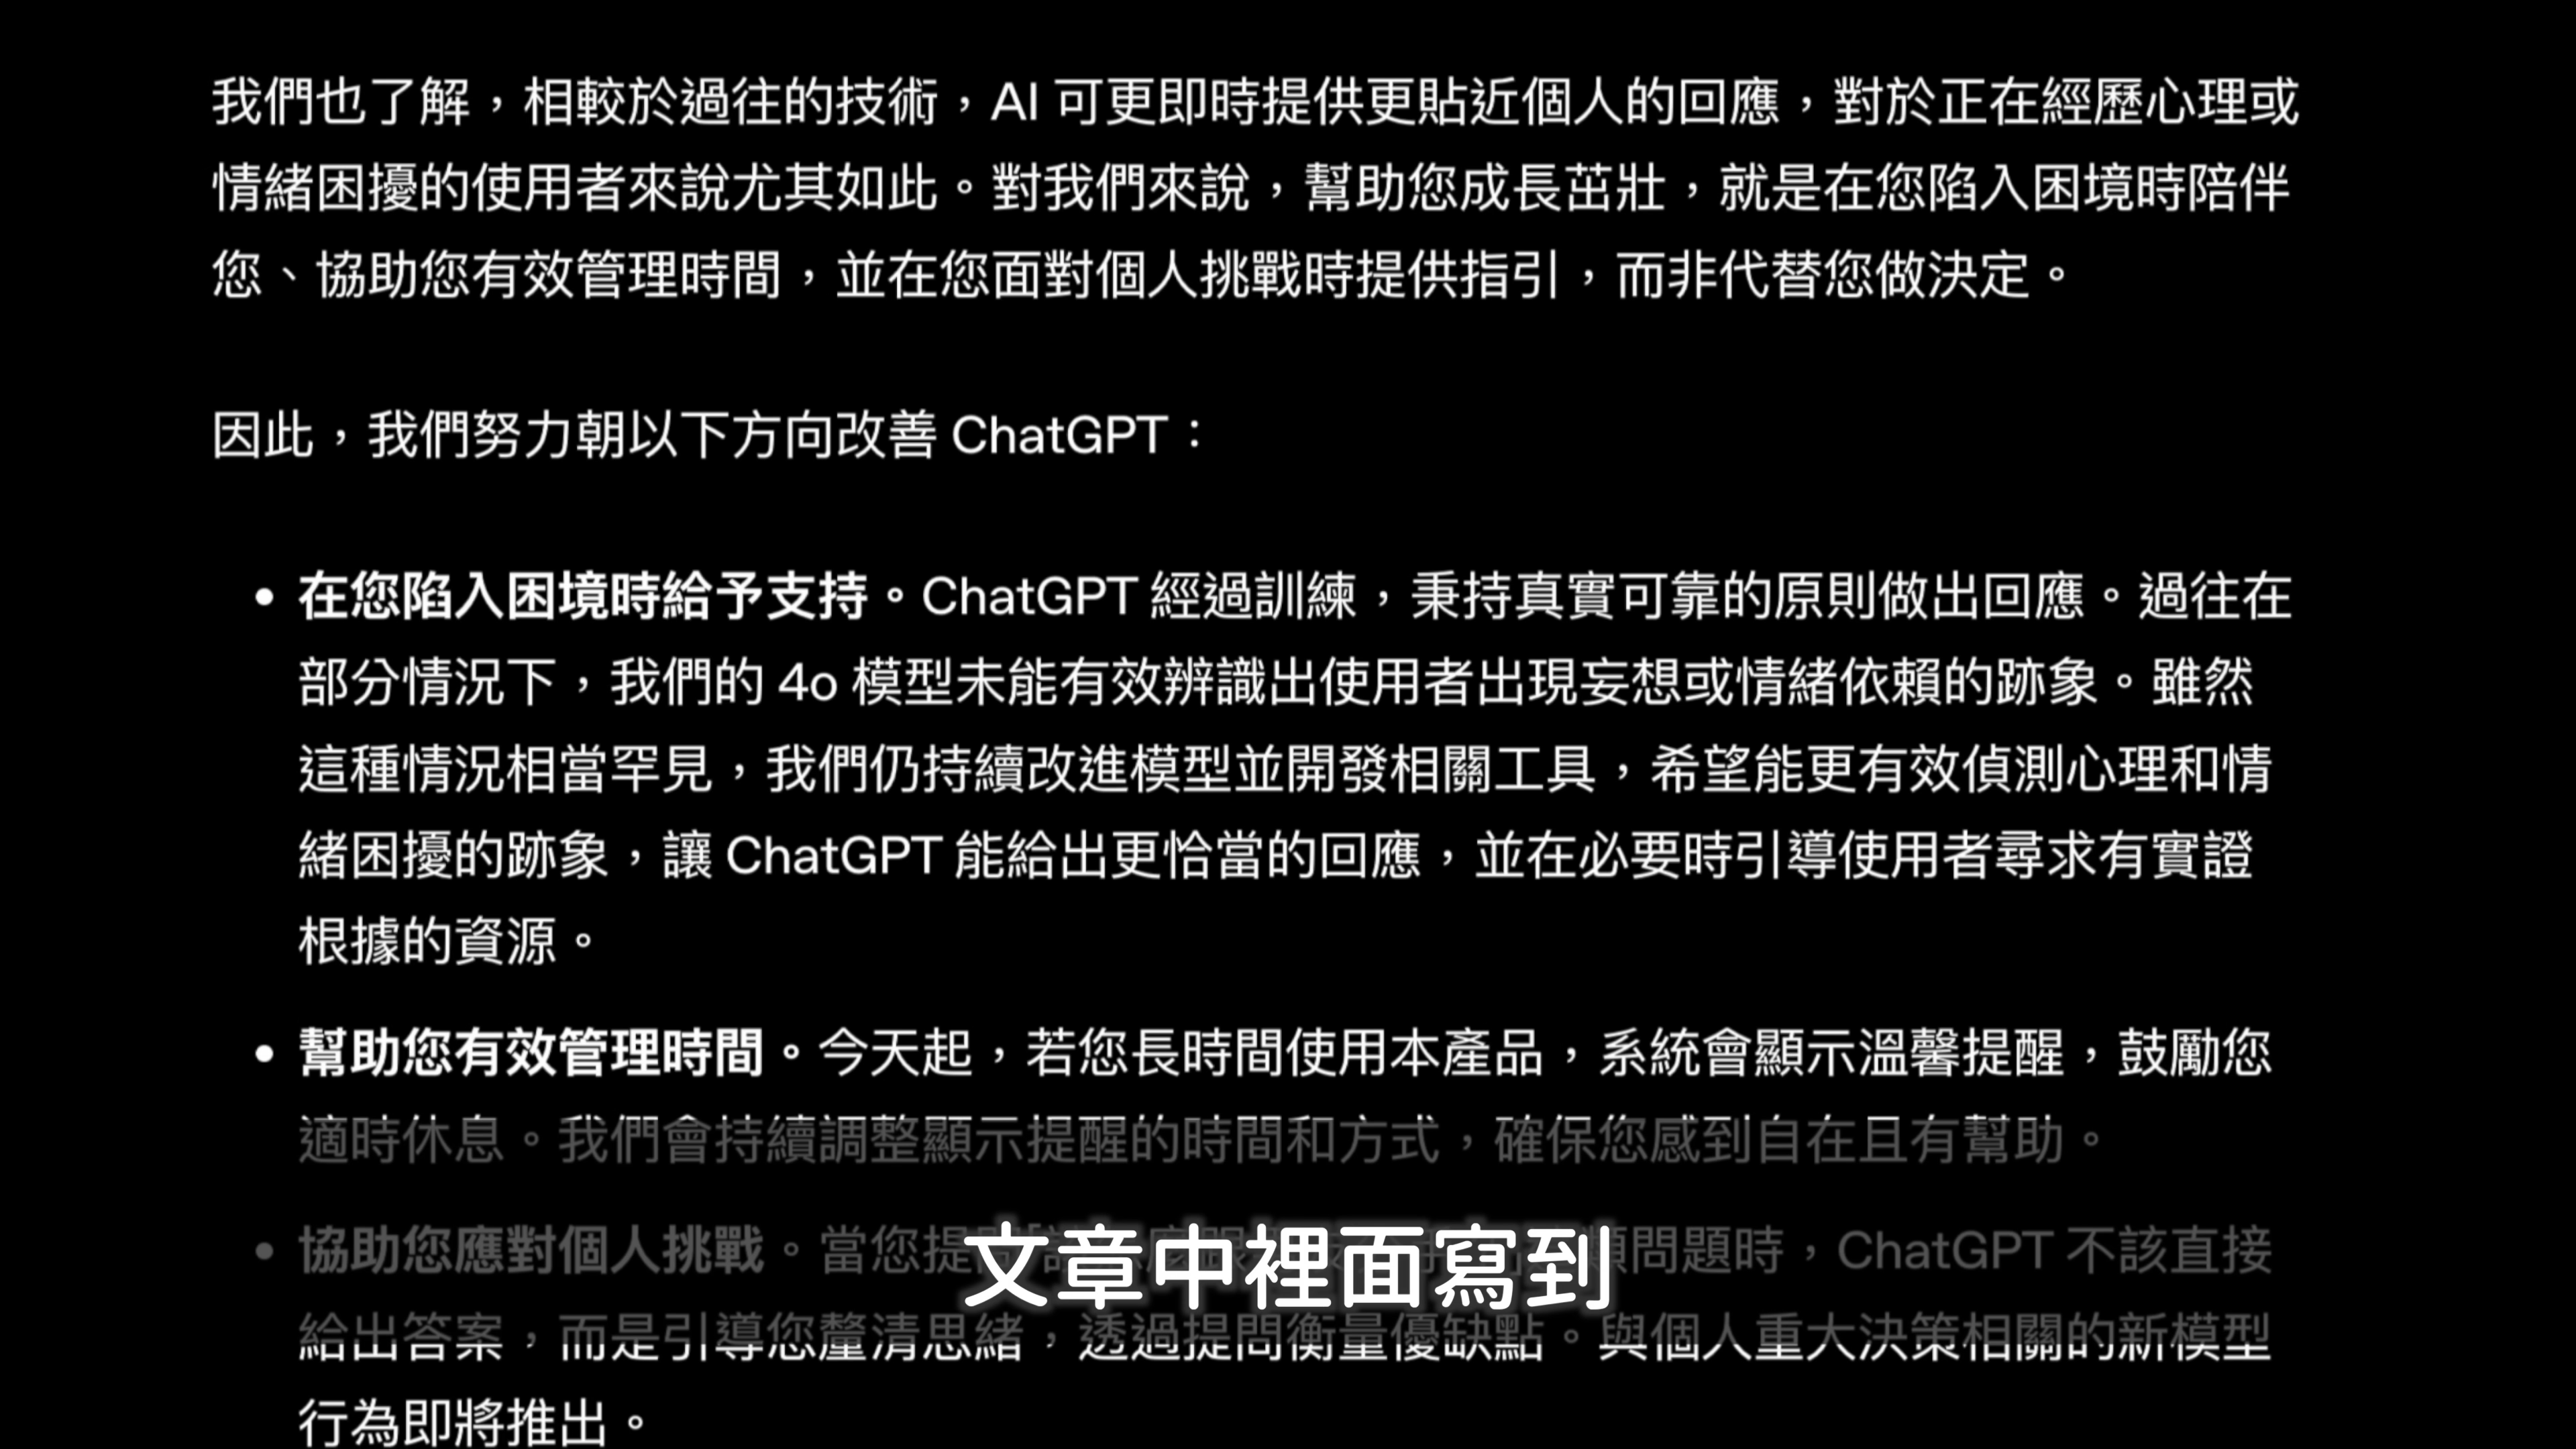 我們也了解，相較於過往的技術，AI 可更即時提供更貼近個人的回應，對於正在經歷心理或
情緒困擾的使用者來說尤其如此。對我們來說，幫助您成長茁壯，就是在您陷入困境時陪伴
您、協助您有效管理時間，並在您面對個人挑戰時提供指引，而非代替您做決定。
因此，我們努力朝以下方向改善 ChatGPT：
• 在您陷入困境時給予支持。ChatGPT 經過訓練，秉持真實可靠的原則做出回應。過往在
部分情況下，我們的 4o 模型未能有效辨識出使用者出現妄想或情緒依賴的跡象。雖然
這種情況相當罕見，我們仍持續改進模型並開發相關工具，希望能更有效偵測心理和情
緒困擾的跡象，讓 ChatGPT 能給出更恰當的回應，並在必要時引導使用者尋求有實證
根據的資源。
• 幫助您有效管理時間。今天起，若您長時間使用本產品，系統會顯示溫馨提醒，鼓勵您
適時休息。我們會持續調整顯示提醒的時間和方式，確保您感到自在且有幫助。
• 協助您應對個人挑戰。當您提 問題時，ChatGPT 不該直接
文章中裡面寫到
給出答案，而是引導您釐清思緒，透過提問衡量優缺點。與個人重大決策相關的新模型
行為即將推出。